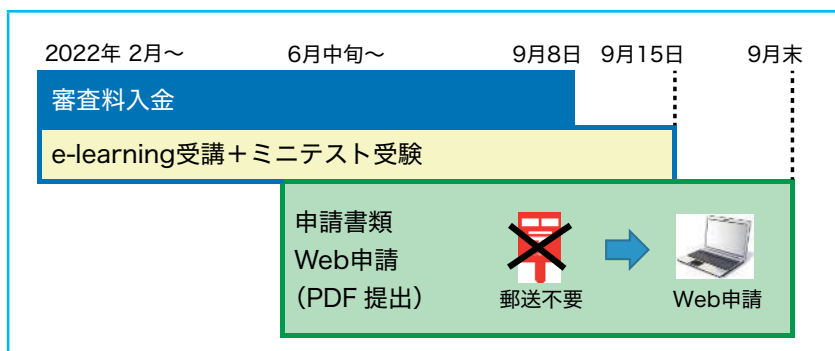 2022年 2月～ 6月中旬～ 9月8日 9月15日 9月末
審査料入金
e-learning受講＋ミニテスト受験
申請書類
Web申請
（PDF 提出）
郵送不要 Web申請